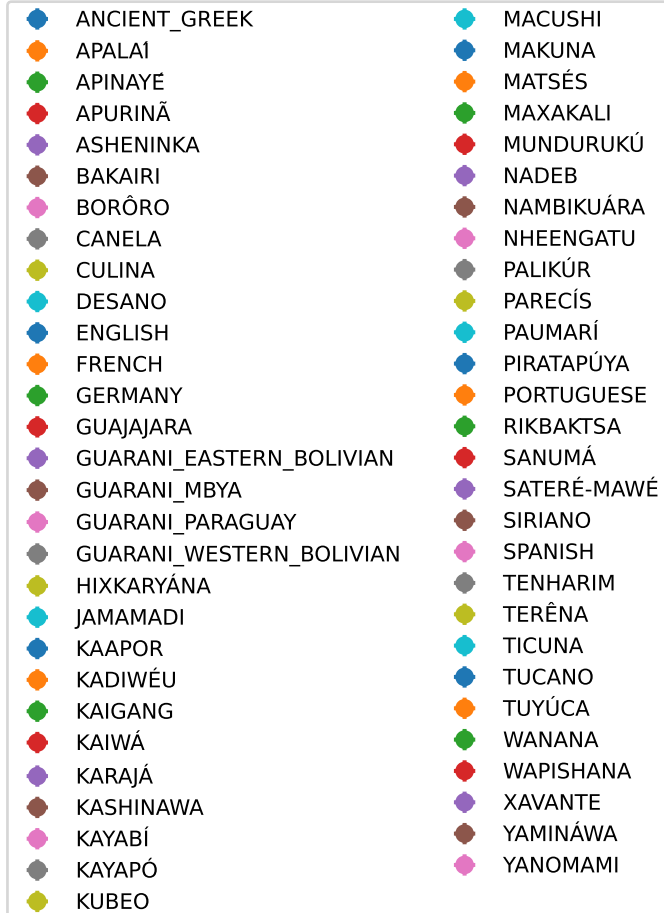 ANCIENT_GREEK
APALAÍ
APINAYÉ
APURINÃ
ASHENINKA
BAKAIRI
BORÔRO
CANELA
CULINA
DESANO
ENGLISH
FRENCH
GERMANY
GUAJAJARA
GUARANI_EASTERN_BOLIVIAN
GUARANI_MBYA
GUARANI_PARAGUAY
GUARANI_WESTERN_BOLIVIAN
HIXKARYÁNA
JAMAMADI
KAAPOR
KADIWÉU
KAIGANG
KAIWÁ
KARAJÁ
KASHINAWA
KAYABÍ
KAYAPÓ
KUBEO
MACUSHI
MAKUNA
MATSÉS
MAXAKALI
MUNDURUKÚ
NADEB
NAMBIKUÁRA
NHEENGATU
PALIKÚR
PARECÍS
PAUMARÍ
PIRATAPÚYA
PORTUGUESE
RIKBAKTSA
SANUMÁ
SATERÉ-MAWÉ
SIRIANO
SPANISH
TENHARIM
TERÊNA
TICUNA
TUCANO
TUYÚCA
WANANA
WAPISHANA
XAVANTE
YAMINÁWA
YANOMAMI